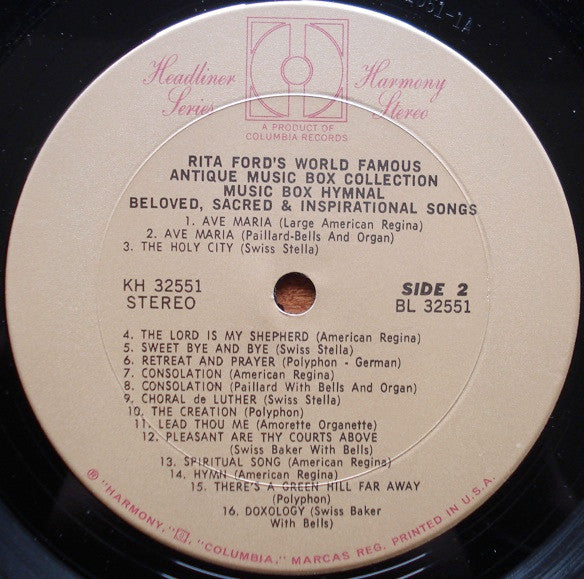 Headliner Series
Harmony Stereo
A PRODUCT OF
COLUMBIA RECORDS
RITA FORD'S WORLD FAMOUS
ANTIQUE MUSIC BOX COLLECTION
MUSIC BOX HYMNAL
BELOVED, SACRED & INSPIRATIONAL SONGS
1. AVE MARIA (Large American Regina)
2. AVE MARIA (Paillard-Bells And Organ)
3. THE HOLY CITY (Swiss Stella)
KH 32551
STEREO
SIDE 2
BL 32551
4. THE LORD IS MY SHEPHERD (American Regina)
5. SWEET BYE AND BYE (Swiss Stella)
6. RETREAT AND PRAYER (Polyphon - German)
7. CONSOLATION (American Regina)
8. CONSOLATION (Paillard With Bells And Organ)
9. CHORAL de LUTHER (Swiss Stella)
10. THE CREATION (Polyphon)
11. LEAD THOU ME (Amorette Organette)
12. PLEASANT ARE THY COURTS ABOVE
(Swiss Baker With Bells)
13. SPIRITUAL SONG (American Regina)
14. HYMN (American Regina)
15. THERE'S A GREEN HILL FAR AWAY
(Polyphon)
16. DOXOLOGY (Swiss Baker
With Bells)
℗ "HARMONY," "COLUMBIA," MARCAS REG. PRINTED IN U.S.A.